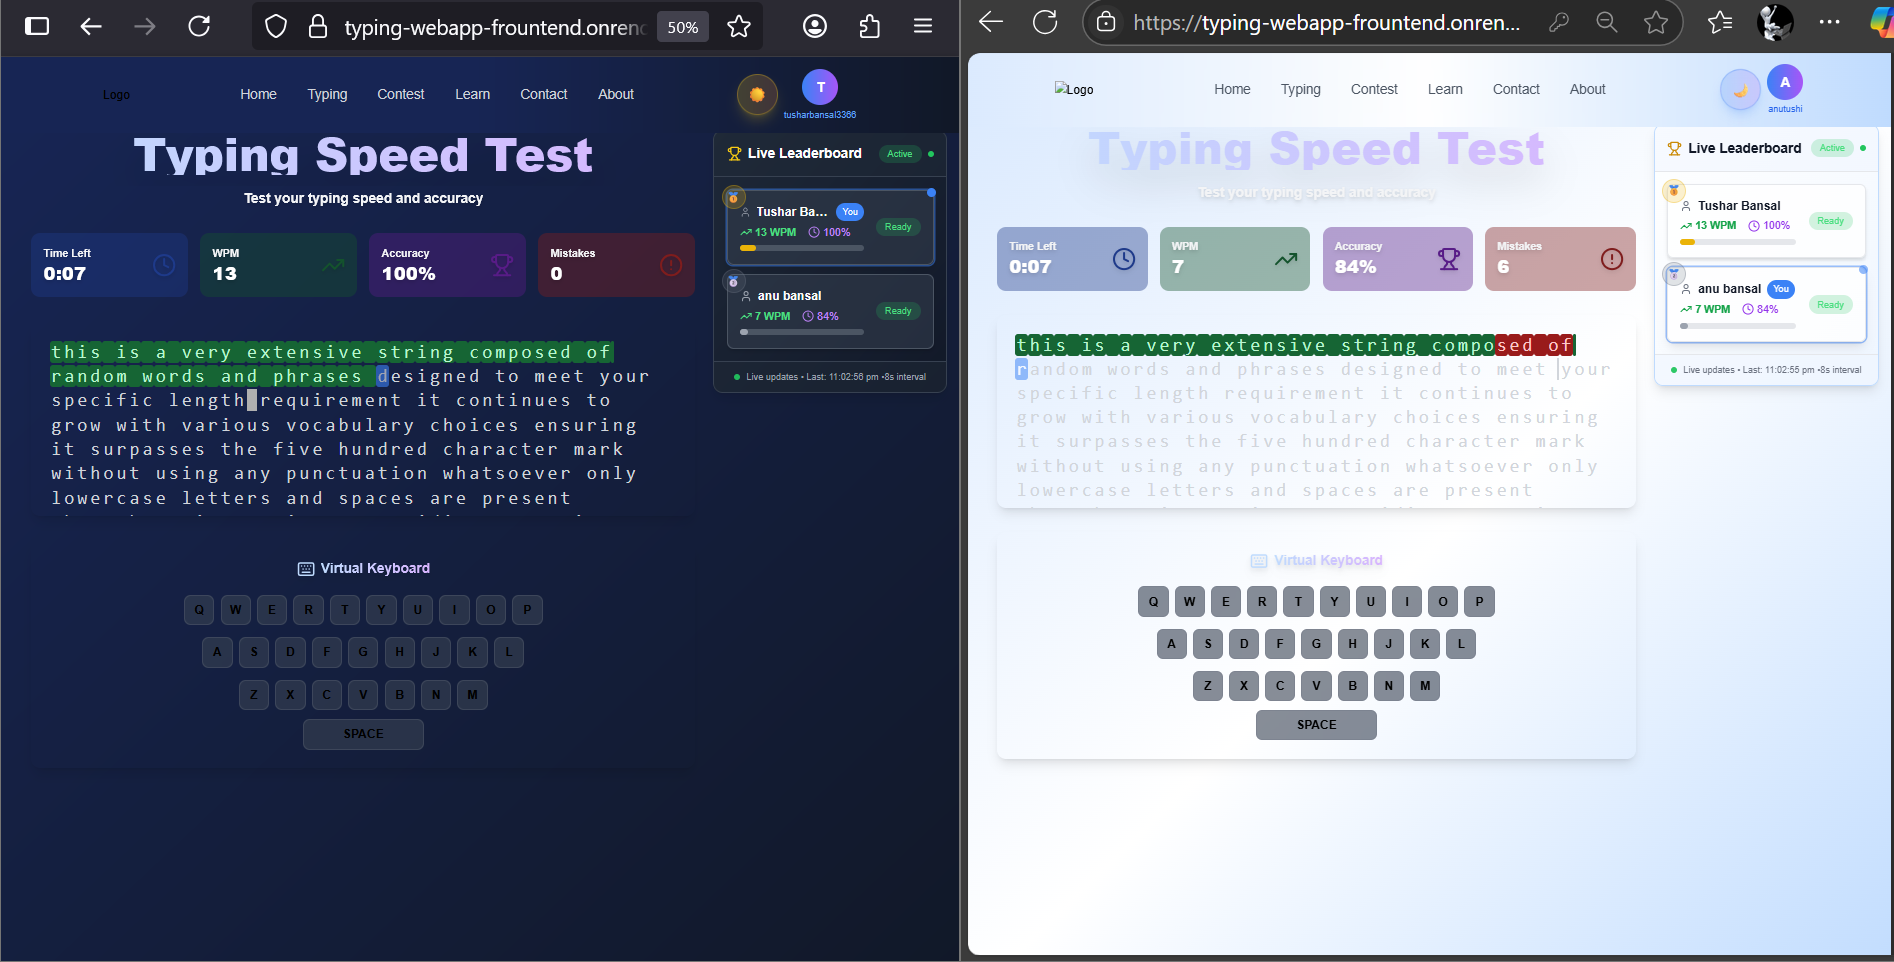 typing-webapp-frountend.onrenc
50%
Logo
Home Typing Contest Learn Contact About
T
tusharbansal3366
Typing Speed Test
Test your typing speed and accuracy
Time Left
0:07
WPM
13
Accuracy
100%
Mistakes
0
Live Leaderboard
Active
Tushar Ba... You
13 WPM 100%
Ready
anu bansal
7 WPM 84%
Ready
Live updates • Last: 11:02:56 pm •8s interval
this is a very extensive string composed of
random words and phrases designed to meet your
specific length requirement it continues to
grow with various vocabulary choices ensuring
it surpasses the five hundred character mark
without using any punctuation whatsoever only
lowercase letters and spaces are present
Virtual Keyboard
Q W E R T Y U I O P
A S D F G H J K L
Z X C V B N M
SPACE
https://typing-webapp-frountend.onren...
Logo
Home Typing Contest Learn Contact About
A
anutushi
Typing Speed Test
Test your typing speed and accuracy
Time Left
0:07
WPM
7
Accuracy
84%
Mistakes
6
Live Leaderboard
Active
Tushar Bansal
13 WPM 100%
Ready
anu bansal You
7 WPM 84%
Ready
Live updates • Last: 11:02:55 pm •8s interval
this is a very extensive string composed of
random words and phrases designed to meet your
specific length requirement it continues to
grow with various vocabulary choices ensuring
it surpasses the five hundred character mark
without using any punctuation whatsoever only
lowercase letters and spaces are present
Virtual Keyboard
Q W E R T Y U I O P
A S D F G H J K L
Z X C V B N M
SPACE